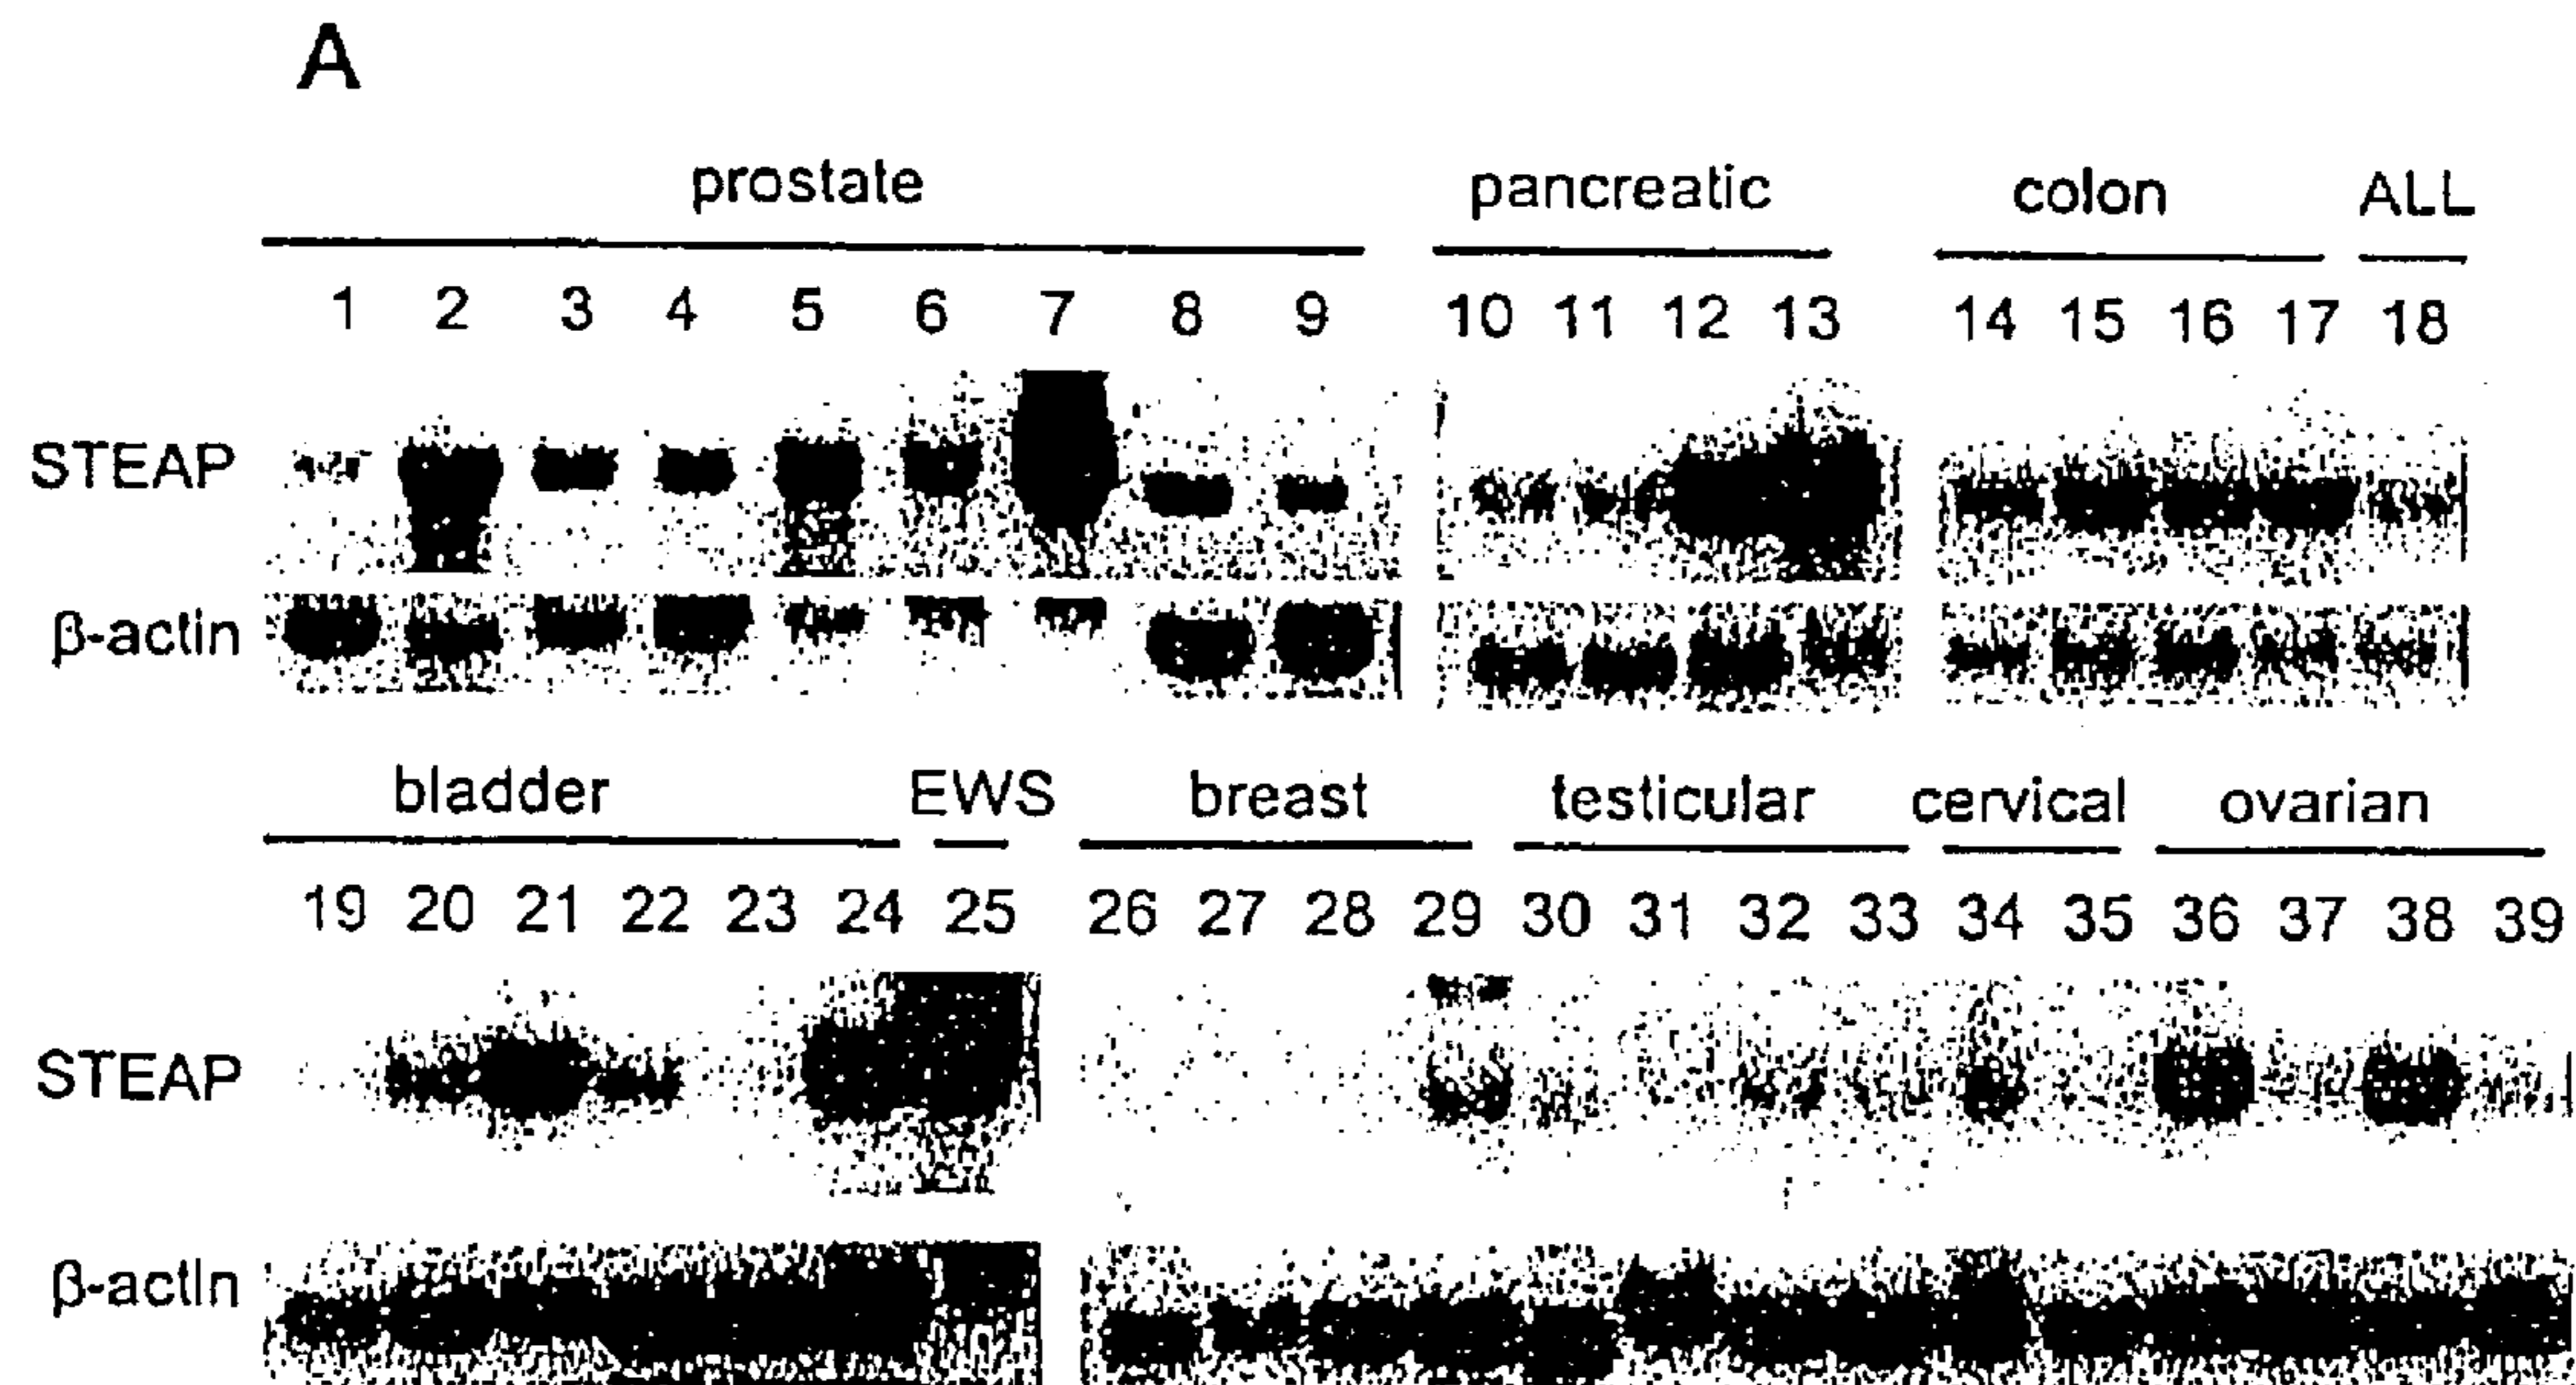 A
prostate pancreatic colon ALL
1 2 3 4 5 6 7 8 9 10 11 12 13 14 15 16 17 18
STEAP
β-actin
bladder EWS breast testicular cervical ovarian
19 20 21 22 23 24 25 26 27 28 29 30 31 32 33 34 35 36 37 38 39
STEAP
β-actin